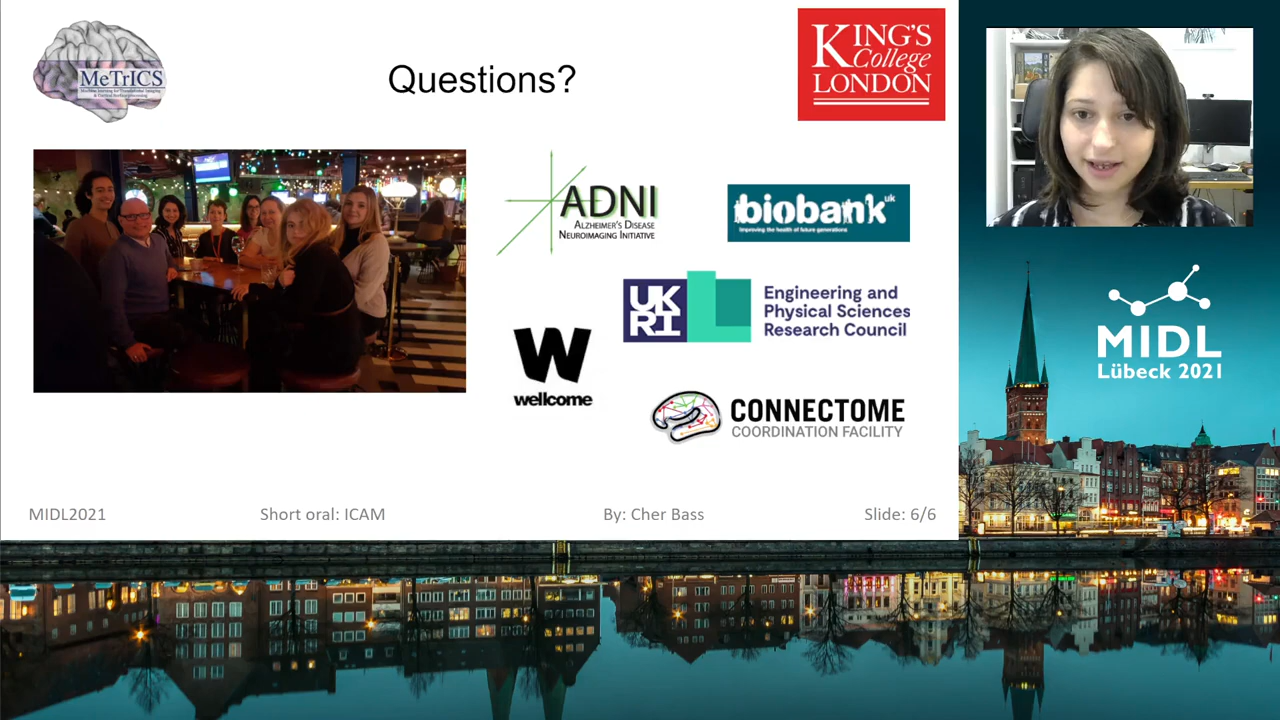 MeTrICS
Questions?
KING'S
College
LONDON
ADNI
ALZHEIMER'S DISEASE
NEUROIMAGING INITIATIVE
biobank uk
Improving the health of future generations
UK
RI
Engineering and
Physical Sciences
Research Council
W
wellcome
CONNECTOME
COORDINATION FACILITY
MIDL2021
Short oral: ICAM
By: Cher Bass
Slide: 6/6
MIDL
Lübeck 2021